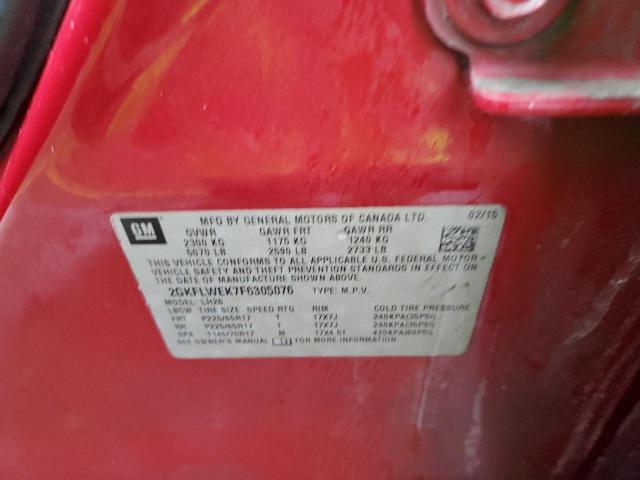 GM MFD BY GENERAL MOTORS OF CANADA LTD. 02/15
GVWR GAWR FRT GAWR RR
2300 KG 1175 KG 1240 KG
5070 LB 2590 LB 2733 LB
THIS VEHICLE CONFORMS TO ALL APPLICABLE U.S. FEDERAL MOTOR
VEHICLE SAFETY AND THEFT PREVENTION STANDARDS IN EFFECT
ON THE DATE OF MANUFACTURE SHOWN ABOVE.
2GKFLWEK7F6305076 TYPE: M.P.V.
MODEL: LH26
LBCW TIRE SIZE SPEED RTG RIM COLD TIRE PRESSURE
FRT P225/65R17 T 17X7J 240KPA(35PSI)
RR P225/65R17 T 17X7J 240KPA(35PSI)
SPA T145/70R17 M 17X4.5T 420KPA(60PSI)
SEE OWNER'S MANUAL FOR MORE INFORMATION